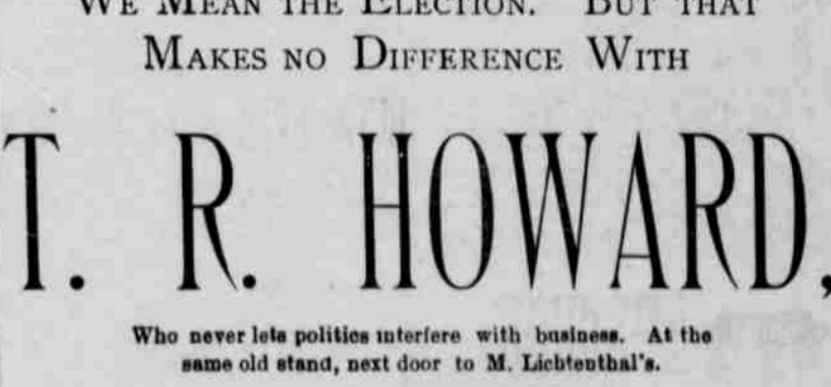 WE MEAN THE ELECTION. BUT THAT
MAKES NO DIFFERENCE WITH
T. R. HOWARD,
Who never lets politics interfere with business. At the
same old stand, next door to M. Lichtenthal's.